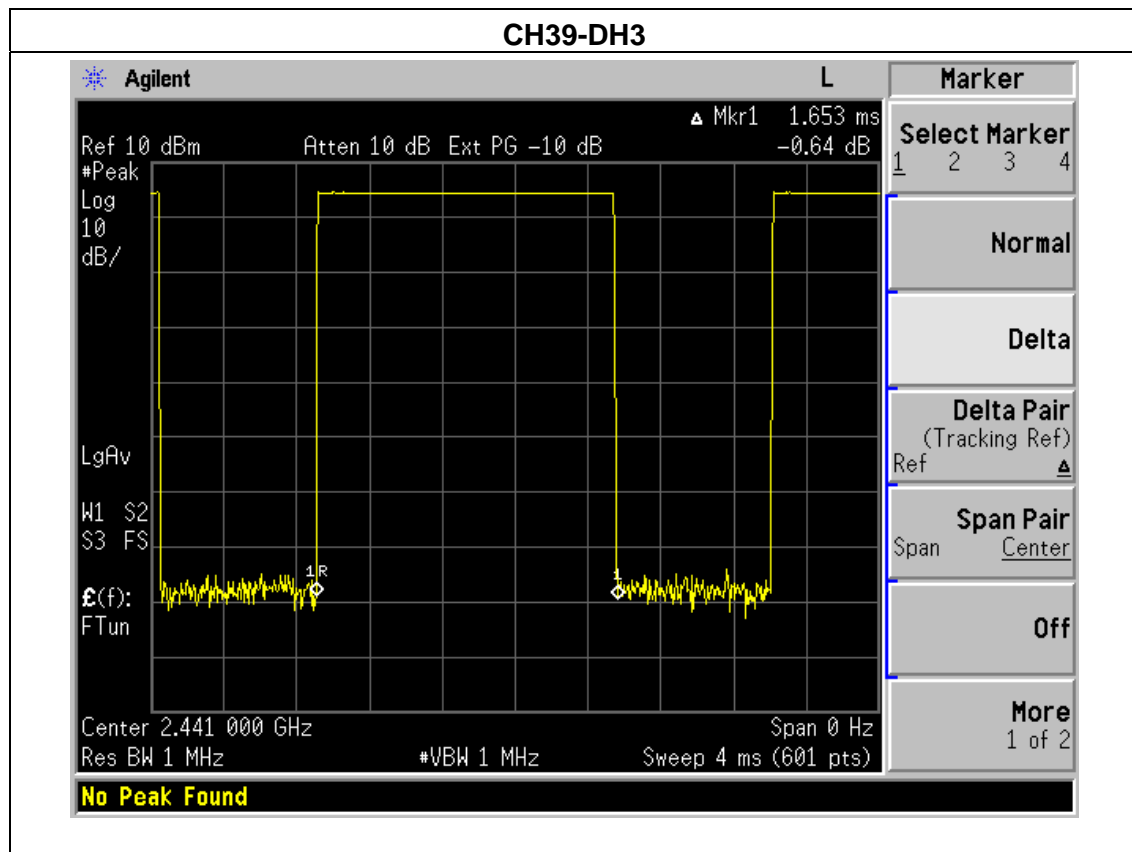 CH39-DH3
Agilent
L
Marker
Δ Mkr1 1.653 ms
Ref 10 dBm Atten 10 dB Ext PG -10 dB -0.64 dB
#Peak
Log
10
dB/
LgAv
W1 S2
S3 FS
£(f):
FTun
1R
1
Center 2.441 000 GHz Span 0 Hz
Res BW 1 MHz #VBW 1 MHz Sweep 4 ms (601 pts)
No Peak Found
Select Marker
1 2 3 4
Normal
Delta
Delta Pair
(Tracking Ref)
Ref Δ
Span Pair
Span Center
Off
More
1 of 2